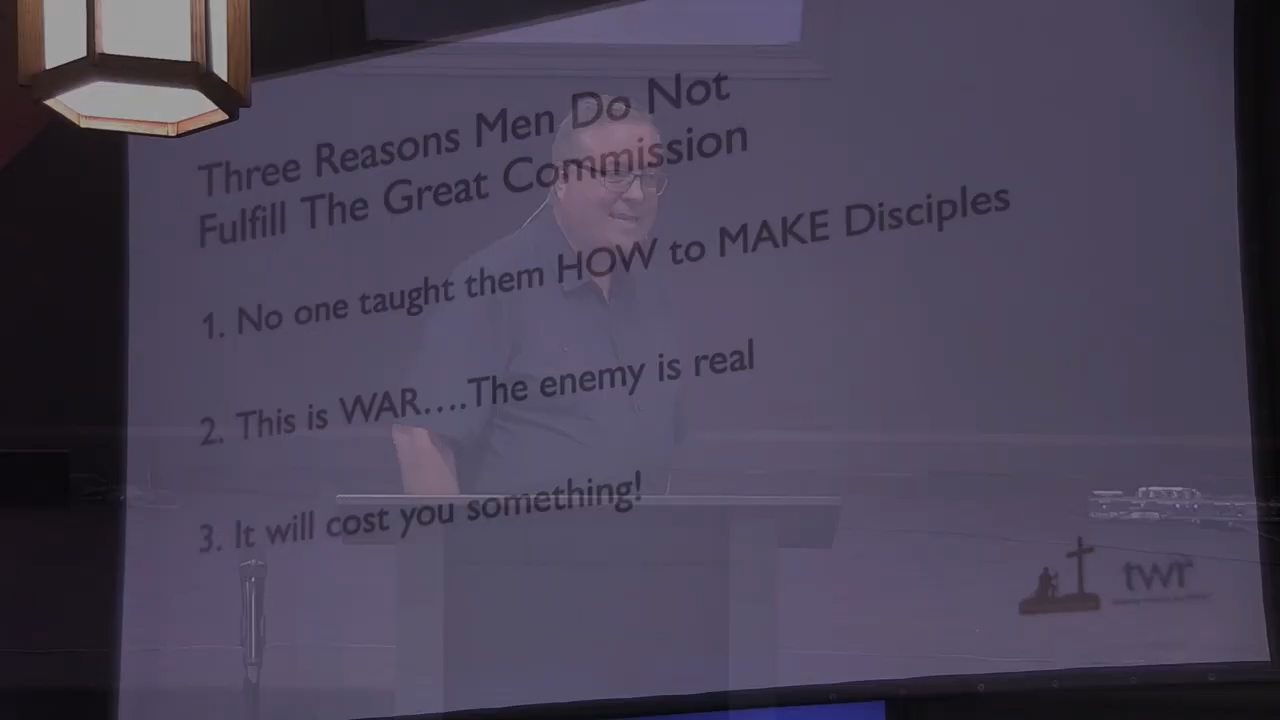 Three Reasons Men Do Not
Fulfill The Great Commission
1. No one taught them HOW to MAKE Disciples
2. This is WAR....The enemy is real
3. It will cost you something!
twr